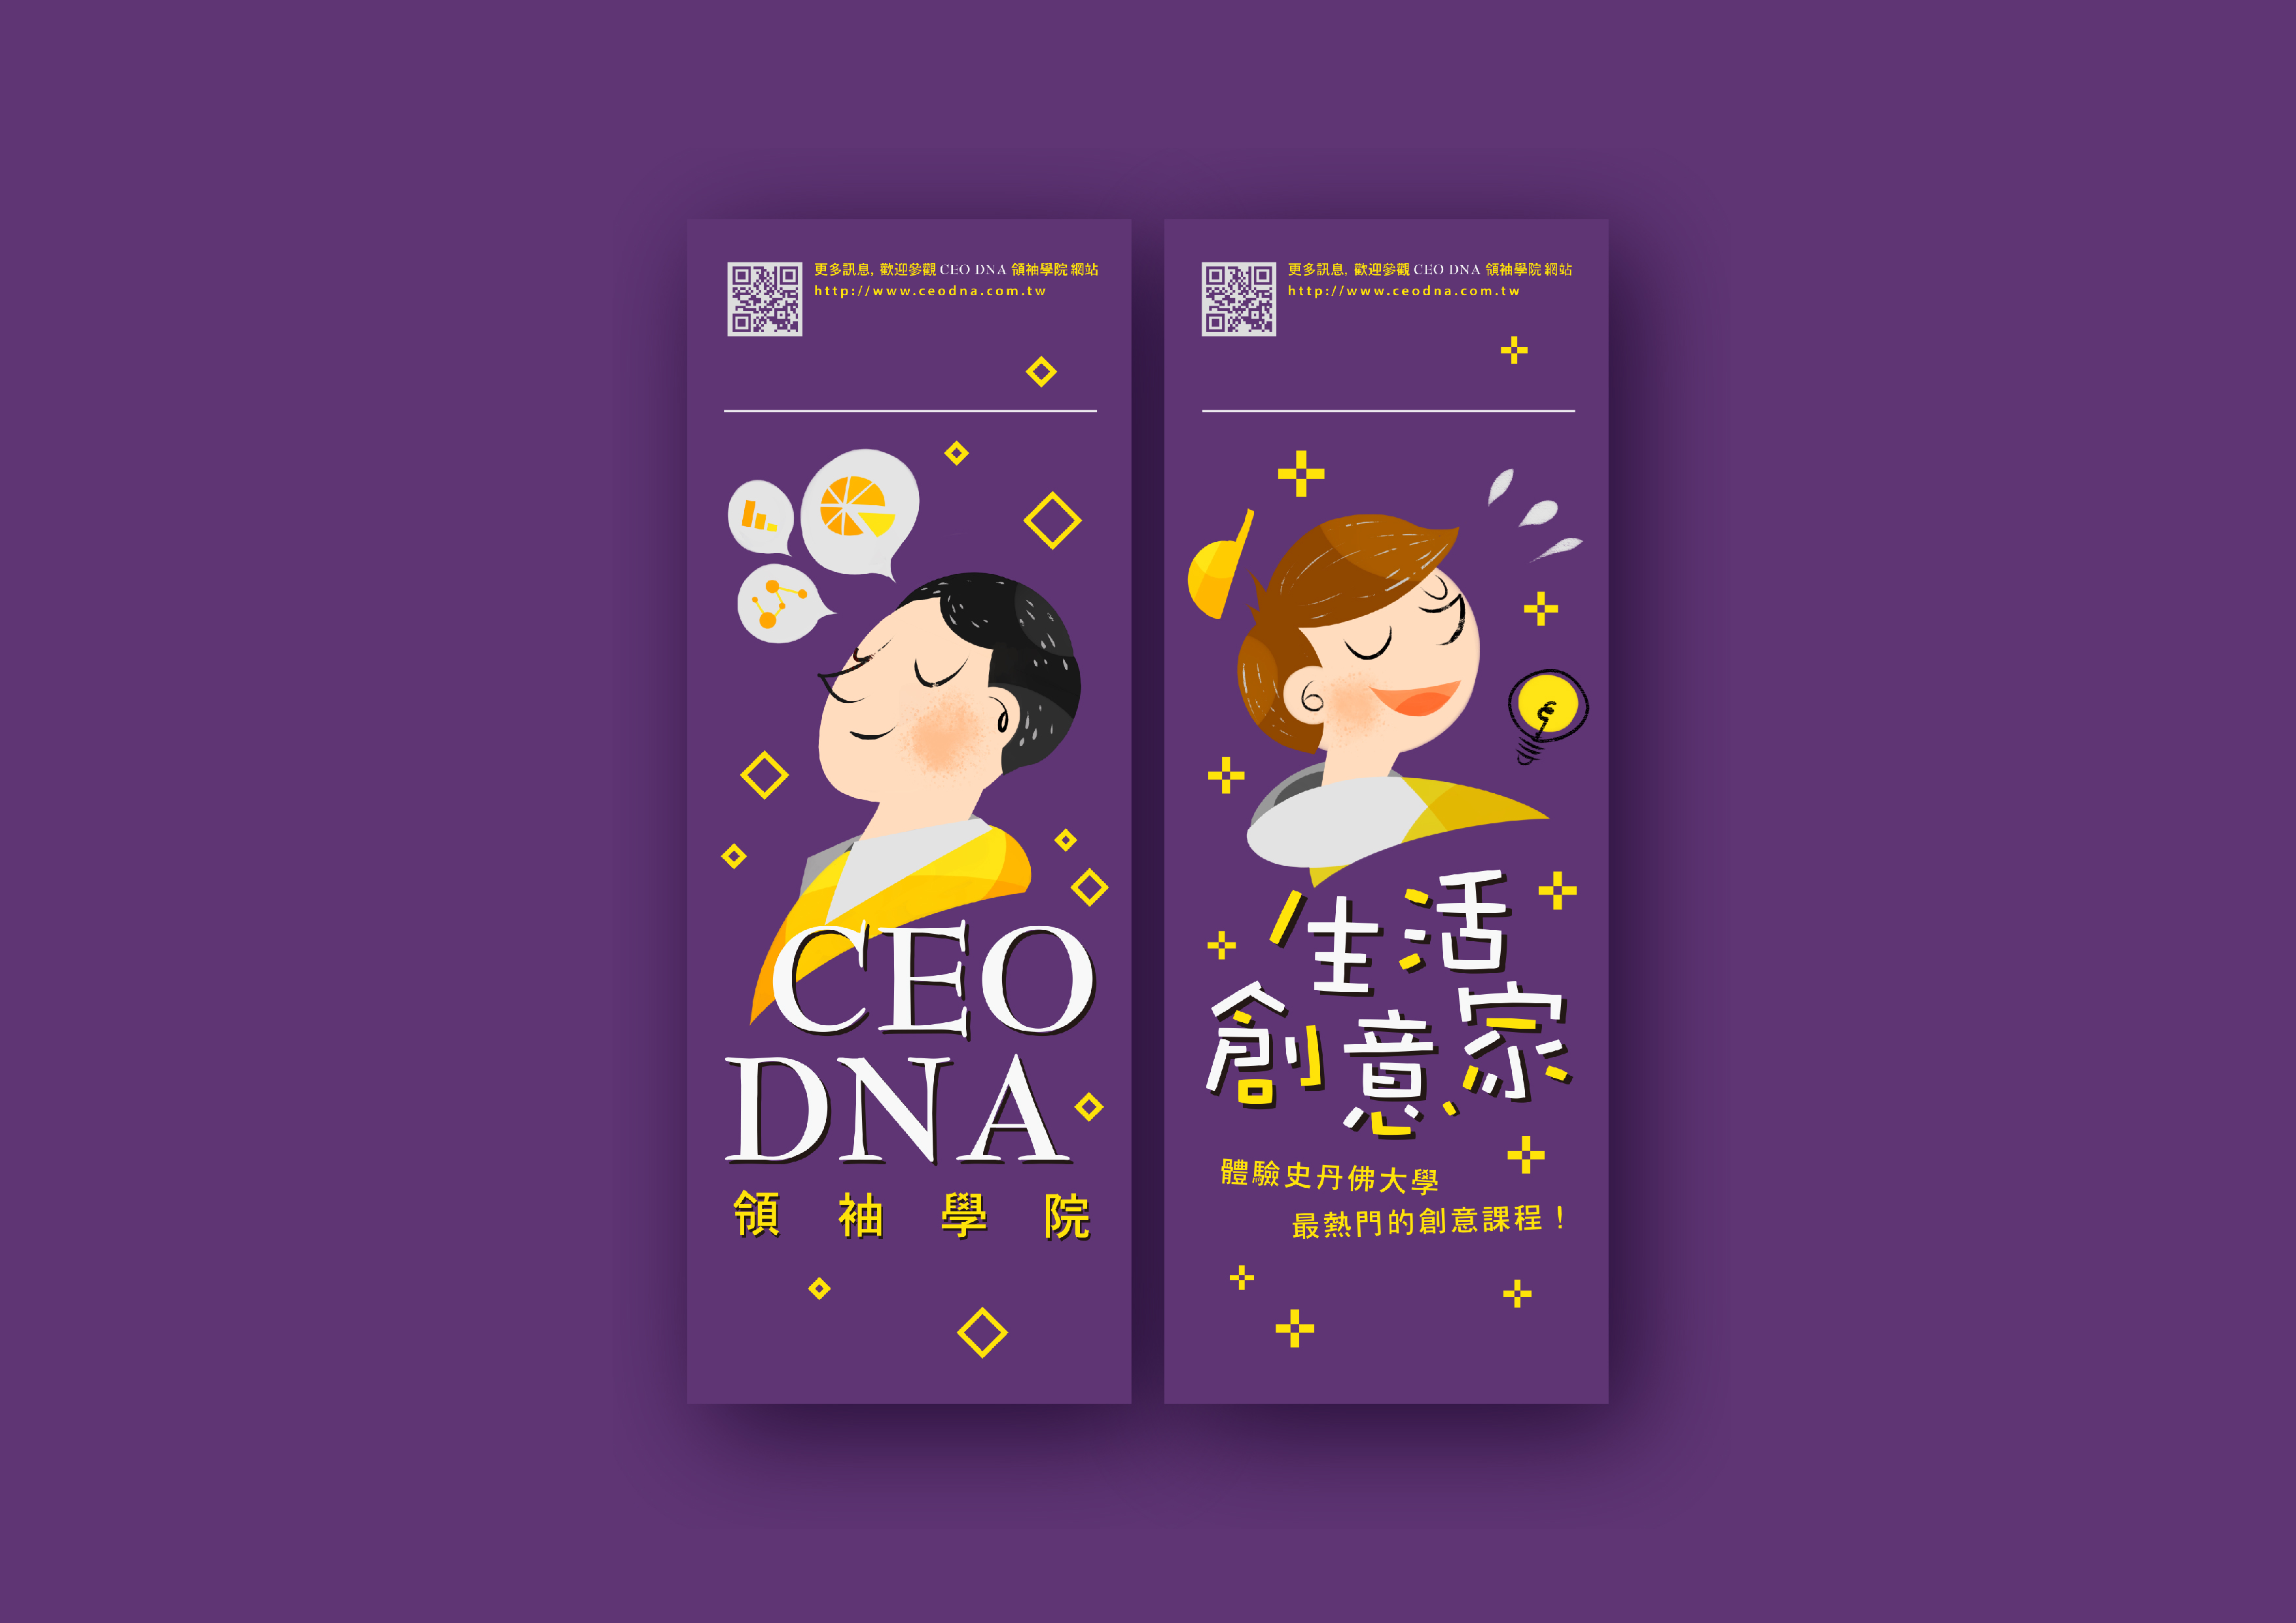 更多訊息, 歡迎參觀 CEO DNA 領袖學院 網站
http://www.ceodna.com.tw
CEO
DNA
領袖學院
更多訊息, 歡迎參觀 CEO DNA 領袖學院 網站
http://www.ceodna.com.tw
生活
創意家
體驗史丹佛大學
最熱門的創意課程！